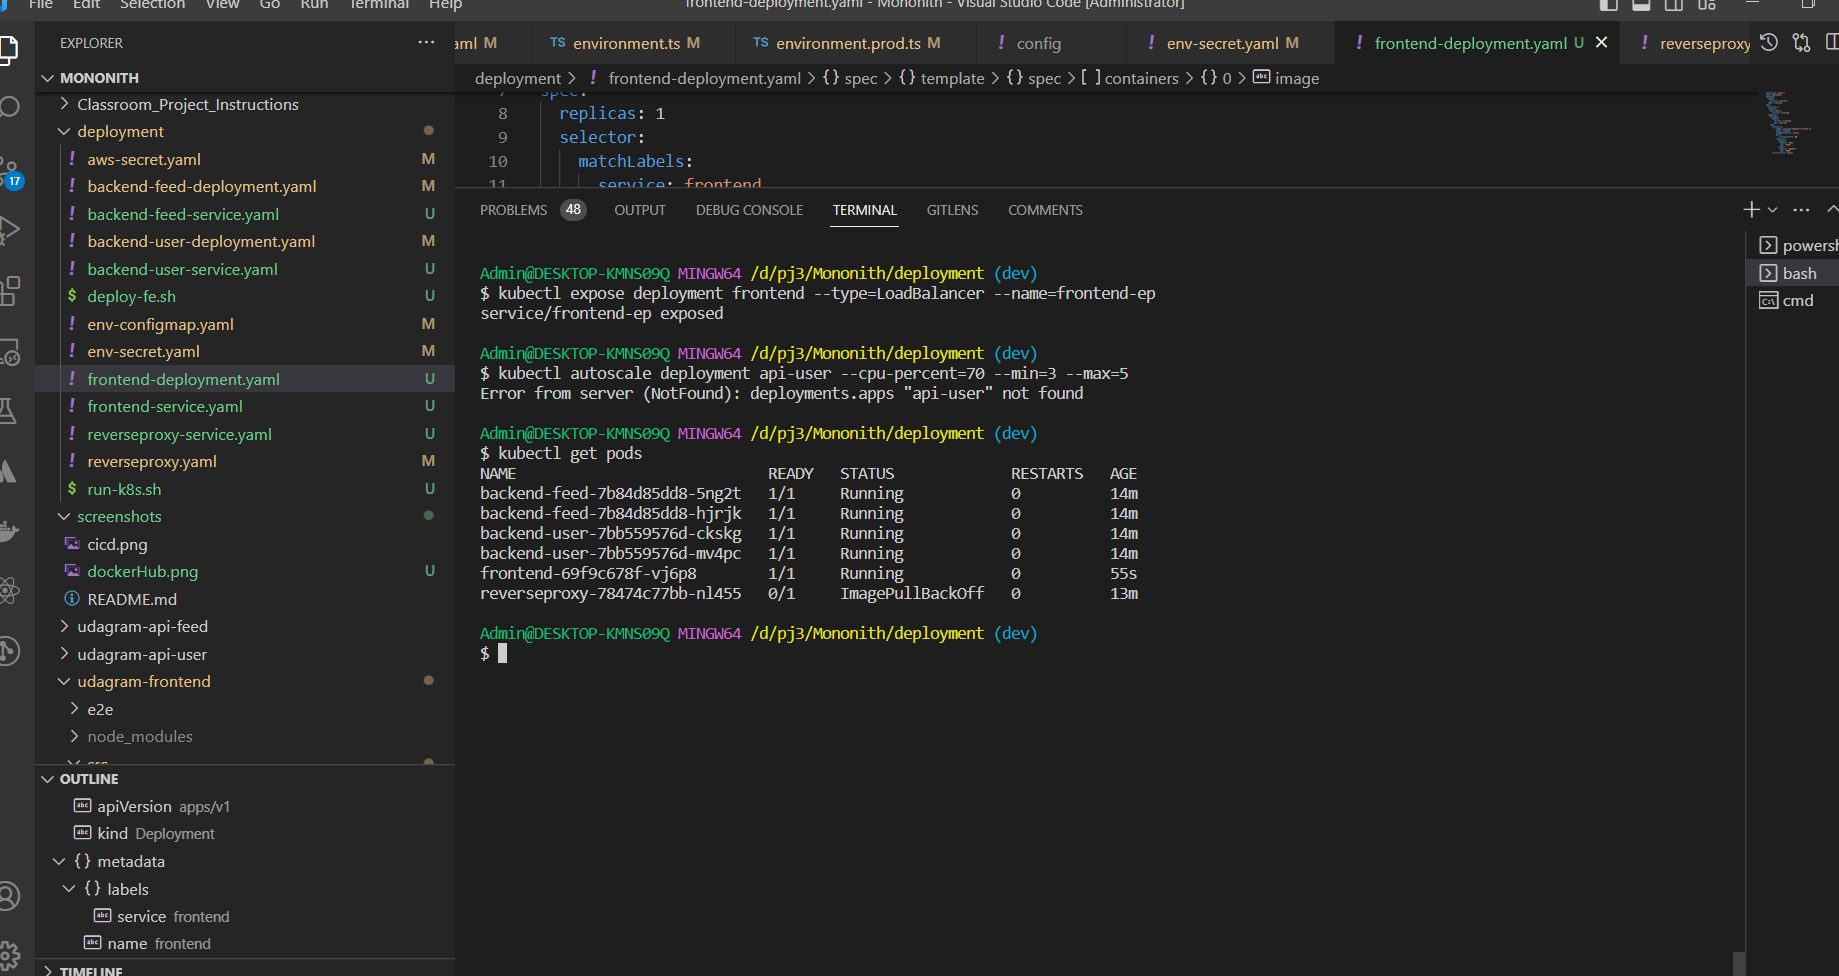 File Edit Selection View Go Run Terminal Help
frontend-deployment.yaml - Mononith - Visual Studio Code [Administrator]
EXPLORER
aml M
TS environment.ts M
TS environment.prod.ts M
! config
! env-secret.yaml M
! frontend-deployment.yaml U
! reverseproxy
deployment > ! frontend-deployment.yaml > {} spec > {} template > {} spec > [ ] containers > {} 0 > abc image
MONONITH
Classroom_Project_Instructions
deployment
! aws-secret.yaml M
! backend-feed-deployment.yaml M
! backend-feed-service.yaml U
! backend-user-deployment.yaml M
! backend-user-service.yaml U
$ deploy-fe.sh U
! env-configmap.yaml M
! env-secret.yaml M
! frontend-deployment.yaml U
! frontend-service.yaml U
! reverseproxy-service.yaml U
! reverseproxy.yaml M
$ run-k8s.sh U
screenshots
cicd.png
dockerHub.png U
README.md
udagram-api-feed
udagram-api-user
udagram-frontend
e2e
node_modules
src
17
OUTLINE
abc apiVersion apps/v1
abc kind Deployment
{} metadata
{} labels
abc service frontend
abc name frontend
TIMELINE
7 spec:
8 replicas: 1
9 selector:
10 matchLabels:
11 service: frontend
PROBLEMS 48 OUTPUT DEBUG CONSOLE TERMINAL GITLENS COMMENTS
Admin@DESKTOP-KMNS09Q MINGW64 /d/pj3/Mononith/deployment (dev)
$ kubectl expose deployment frontend --type=LoadBalancer --name=frontend-ep
service/frontend-ep exposed
Admin@DESKTOP-KMNS09Q MINGW64 /d/pj3/Mononith/deployment (dev)
$ kubectl autoscale deployment api-user --cpu-percent=70 --min=3 --max=5
Error from server (NotFound): deployments.apps "api-user" not found
Admin@DESKTOP-KMNS09Q MINGW64 /d/pj3/Mononith/deployment (dev)
$ kubectl get pods
NAME READY STATUS RESTARTS AGE
backend-feed-7b84d85dd8-5ng2t 1/1 Running 0 14m
backend-feed-7b84d85dd8-hjrjk 1/1 Running 0 14m
backend-user-7bb559576d-ckskg 1/1 Running 0 14m
backend-user-7bb559576d-mv4pc 1/1 Running 0 14m
frontend-69f9c678f-vj6p8 1/1 Running 0 55s
reverseproxy-78474c77bb-nl455 0/1 ImagePullBackOff 0 13m
Admin@DESKTOP-KMNS09Q MINGW64 /d/pj3/Mononith/deployment (dev)
$
powersh
bash
cmd